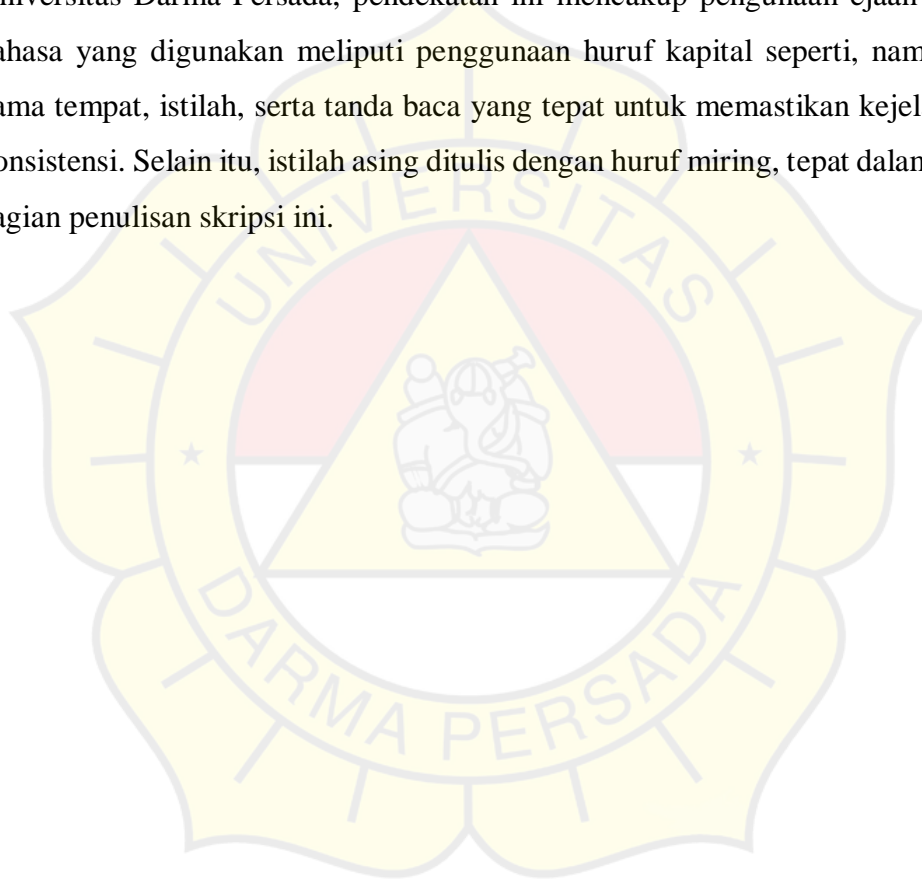 niversitas Darma Persada, pendekatan ini mencakup pengunaan ejaan
ahasa yang digunakan meliputi penggunaan huruf kapital seperti, nam
ama tempat, istilah, serta tanda baca yang tepat untuk memastikan kejel
onsistensi. Selain itu, istilah asing ditulis dengan huruf miring, tepat dalam
agian penulisan skripsi ini.
UNIVERSITAS
DARMA PERSADA